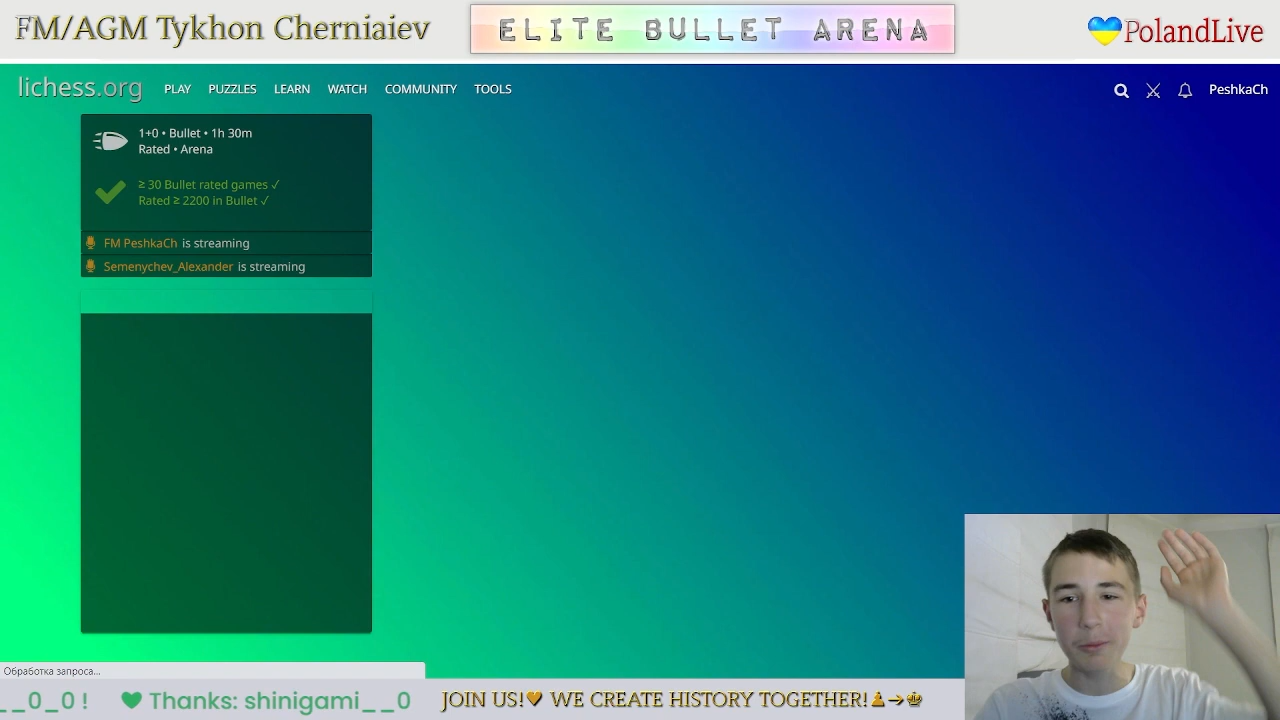 FM/AGM Tykhon Cherniaiev
ELITE BULLET ARENA
PolandLive
lichess.org PLAY PUZZLES LEARN WATCH COMMUNITY TOOLS
PeshkaCh
1+0 • Bullet • 1h 30m
Rated • Arena
≥ 30 Bullet rated games ✓
Rated ≥ 2200 in Bullet ✓
FM PeshkaCh is streaming
Semenychev_Alexander is streaming
Обработка запроса...
__0_0 ! Thanks: shinigami__0
JOIN US! WE CREATE HISTORY TOGETHER!